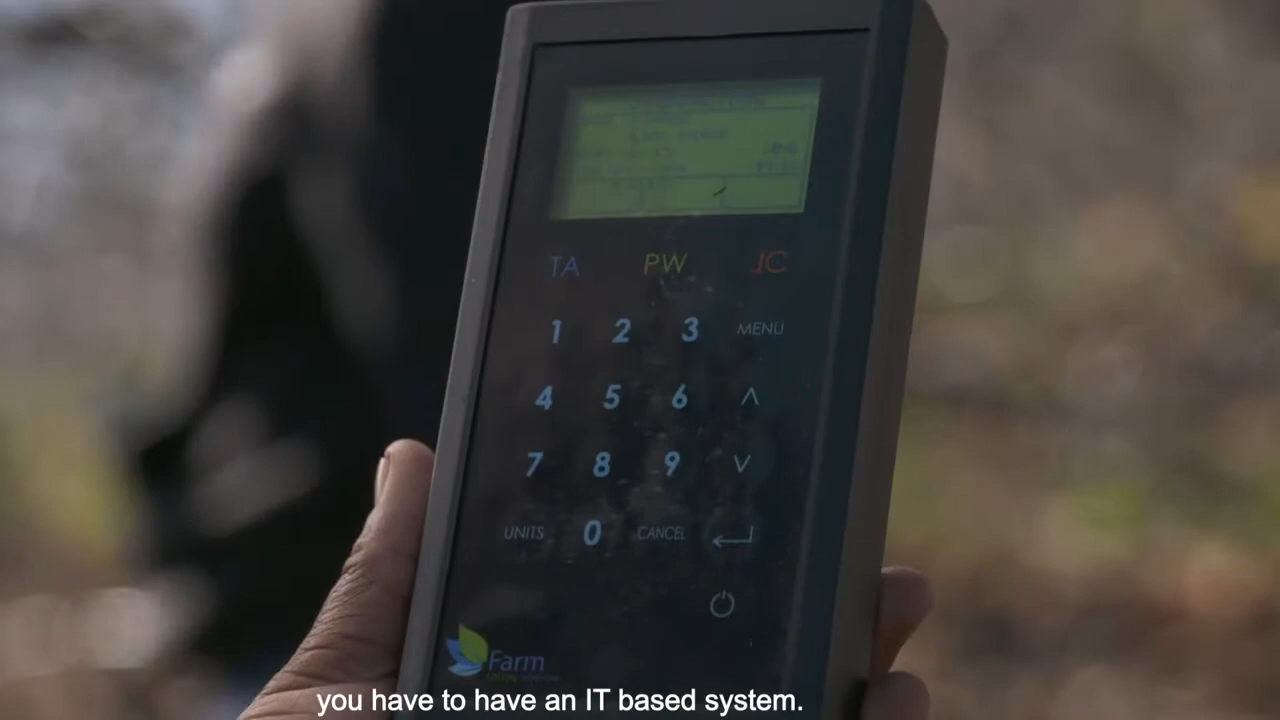 TA PW JC
1 2 3 MENU
4 5 6
7 8 9
UNITS 0 CANCEL
Farm
you have to have an IT based system.